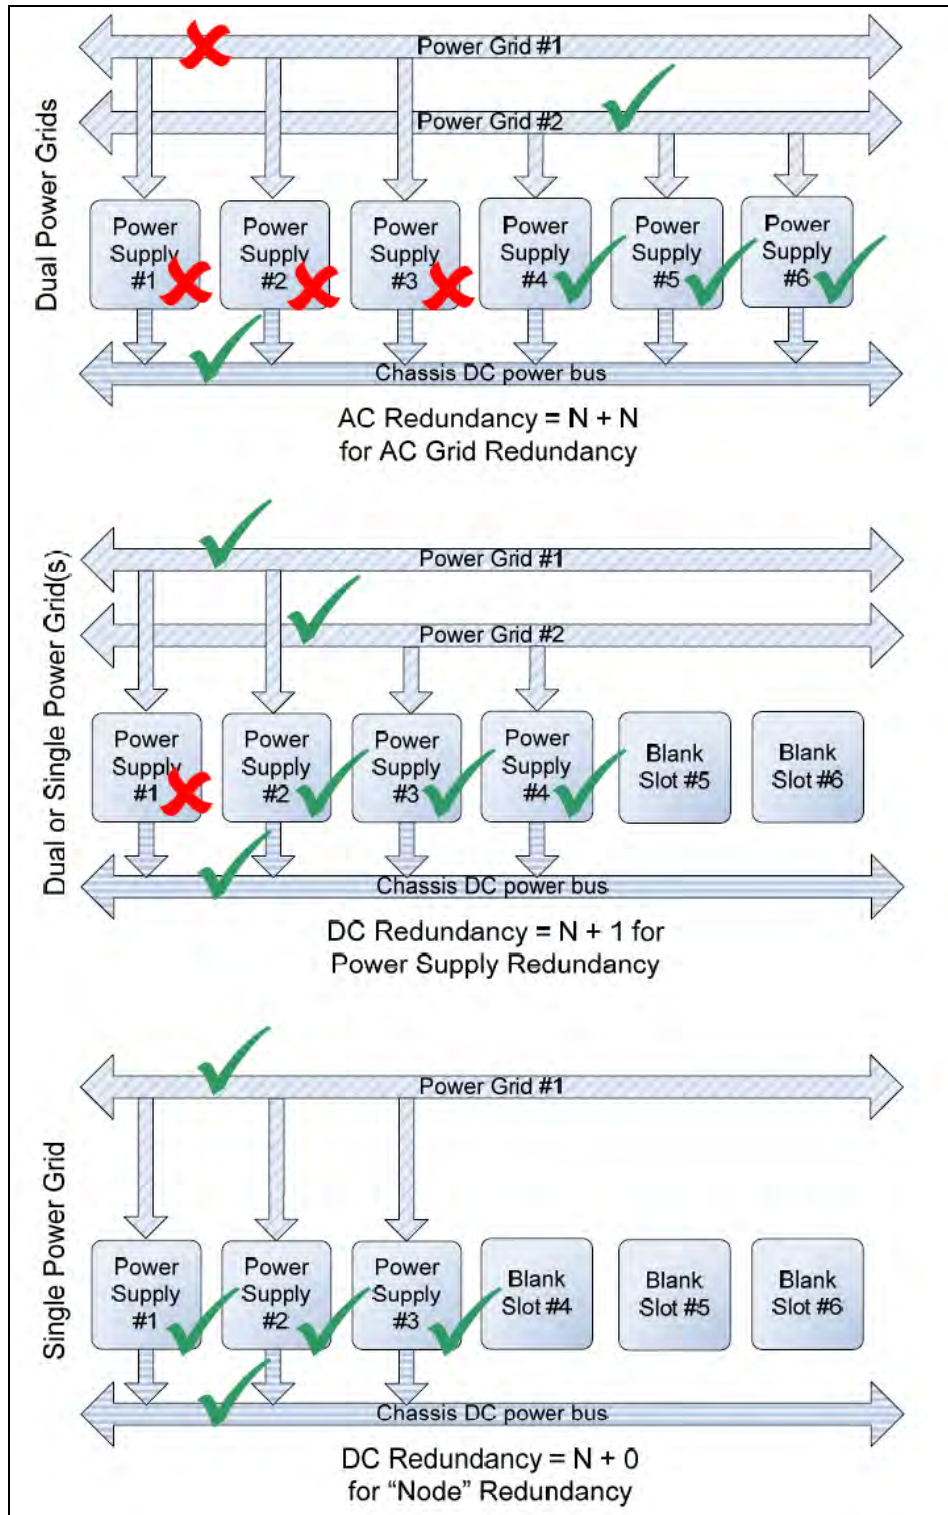 Dual Power Grids
Power Grid #1
Power Grid #2
Power
Supply
#1
Power
Supply
#2
Power
Supply
#3
Power
Supply
#4
Power
Supply
#5
Power
Supply
#6
Chassis DC power bus
AC Redundancy = N + N
for AC Grid Redundancy
Dual or Single Power Grid(s)
Power Grid #1
Power Grid #2
Power
Supply
#1
Power
Supply
#2
Power
Supply
#3
Power
Supply
#4
Blank
Slot #5
Blank
Slot #6
Chassis DC power bus
DC Redundancy = N + 1 for
Power Supply Redundancy
Single Power Grid
Power Grid #1
Power
Supply
#1
Power
Supply
#2
Power
Supply
#3
Blank
Slot #4
Blank
Slot #5
Blank
Slot #6
Chassis DC power bus
DC Redundancy = N + 0
for “Node” Redundancy